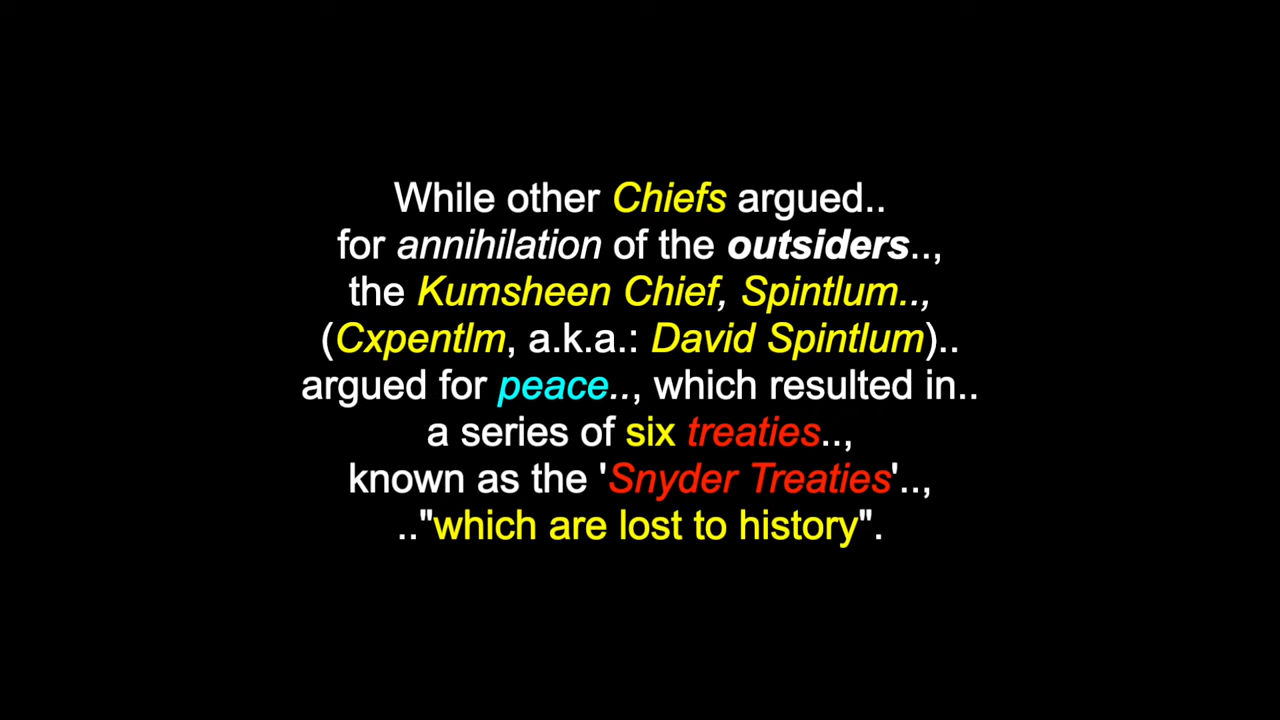 While other Chiefs argued..
for annihilation of the outsiders..,
the Kumsheen Chief, Spintlum..,
(Cxpentlm, a.k.a.: David Spintlum)..
argued for peace.., which resulted in..
a series of six treaties..,
known as the 'Snyder Treaties'..,
.."which are lost to history".